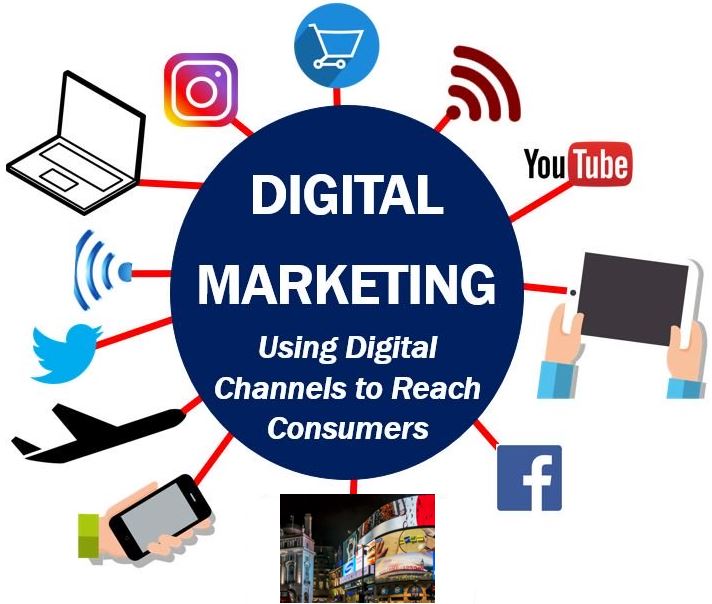 DIGITAL
MARKETING
Using Digital
Channels to Reach
Consumers
YouTube
f